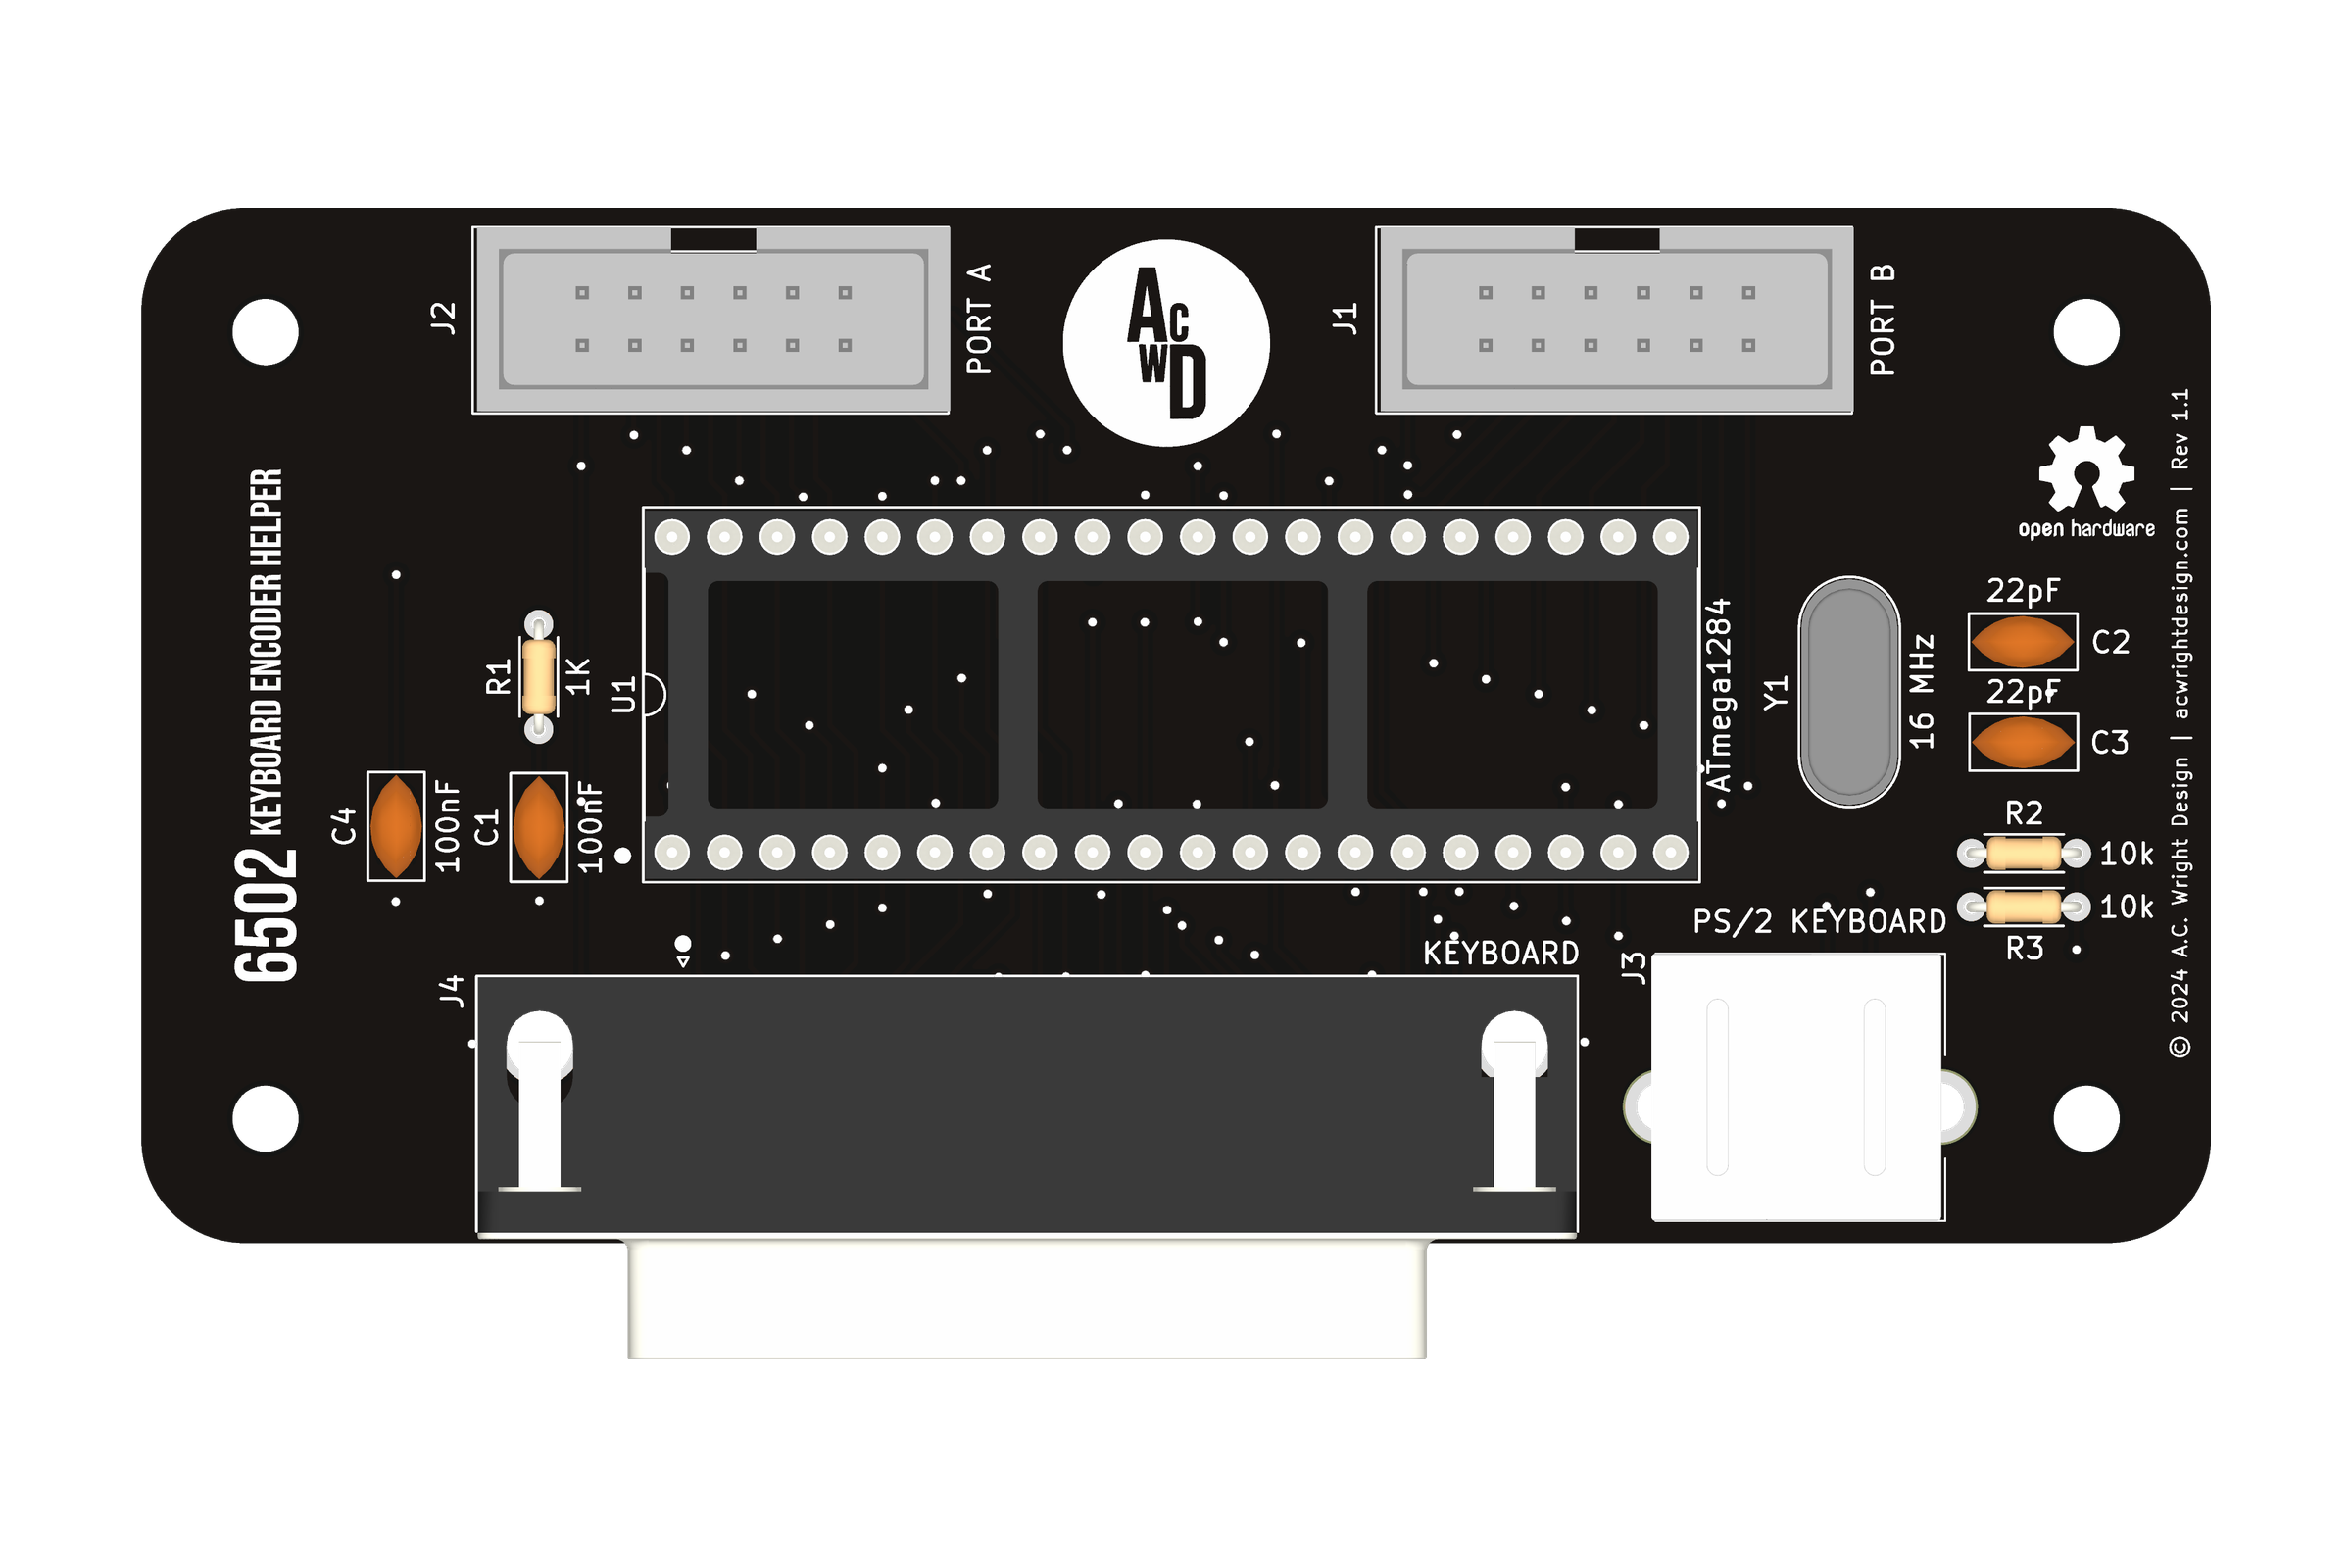 J2
PORT A
Ac
wD
J1
PORT B
open hardware
6502 KEYBOARD ENCODER HELPER
R1
1K
C4
100nF
C1
100nF
U1
ATmega1284
Y1
16 MHz
22pF
C2
22pF
C3
R2
10k
10k
R3
PS/2 KEYBOARD
KEYBOARD
J4
J3
© 2024 A.C. Wright Design | acwrightdesign.com | Rev 1.1